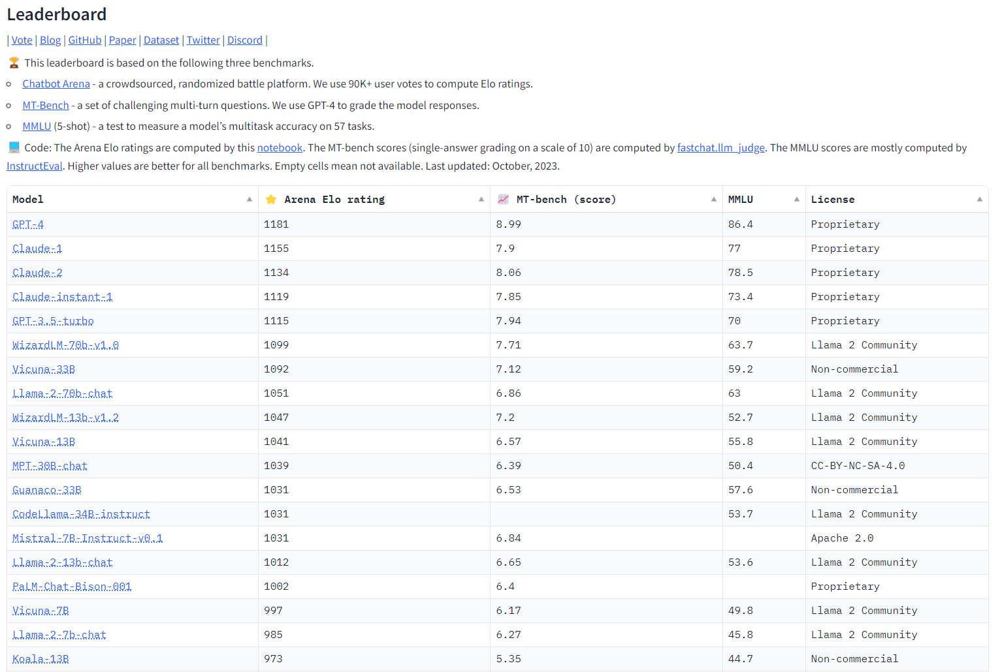 Leaderboard
| Vote | Blog | GitHub | Paper | Dataset | Twitter | Discord |
🏆 This leaderboard is based on the following three benchmarks.
Chatbot Arena - a crowdsourced, randomized battle platform. We use 90K+ user votes to compute Elo ratings.
MT-Bench - a set of challenging multi-turn questions. We use GPT-4 to grade the model responses.
MMLU (5-shot) - a test to measure a model's multitask accuracy on 57 tasks.
💻 Code: The Arena Elo ratings are computed by this notebook. The MT-bench scores (single-answer grading on a scale of 10) are computed by fastchat.llm_judge. The MMLU scores are mostly computed by
InstructEval. Higher values are better for all benchmarks. Empty cells mean not available. Last updated: October, 2023.
Model ⭐ Arena Elo rating 📈 MT-bench (score) MMLU License
GPT-4 1181 8.99 86.4 Proprietary
Claude-1 1155 7.9 77 Proprietary
Claude-2 1134 8.06 78.5 Proprietary
Claude-instant-1 1119 7.85 73.4 Proprietary
GPT-3.5-turbo 1115 7.94 70 Proprietary
WizardLM-70b-v1.0 1099 7.71 63.7 Llama 2 Community
Vicuna-33B 1092 7.12 59.2 Non-commercial
Llama-2-70b-chat 1051 6.86 63 Llama 2 Community
WizardLM-13b-v1.2 1047 7.2 52.7 Llama 2 Community
Vicuna-13B 1041 6.57 55.8 Llama 2 Community
MPT-30B-chat 1039 6.39 50.4 CC-BY-NC-SA-4.0
Guanaco-33B 1031 6.53 57.6 Non-commercial
CodeLlama-34B-instruct 1031 53.7 Llama 2 Community
Mistral-7B-Instruct-v0.1 1031 6.84 Apache 2.0
Llama-2-13b-chat 1012 6.65 53.6 Llama 2 Community
PaLM-Chat-Bison-001 1002 6.4 Proprietary
Vicuna-7B 997 6.17 49.8 Llama 2 Community
Llama-2-7b-chat 985 6.27 45.8 Llama 2 Community
Koala-13B 973 5.35 44.7 Non-commercial